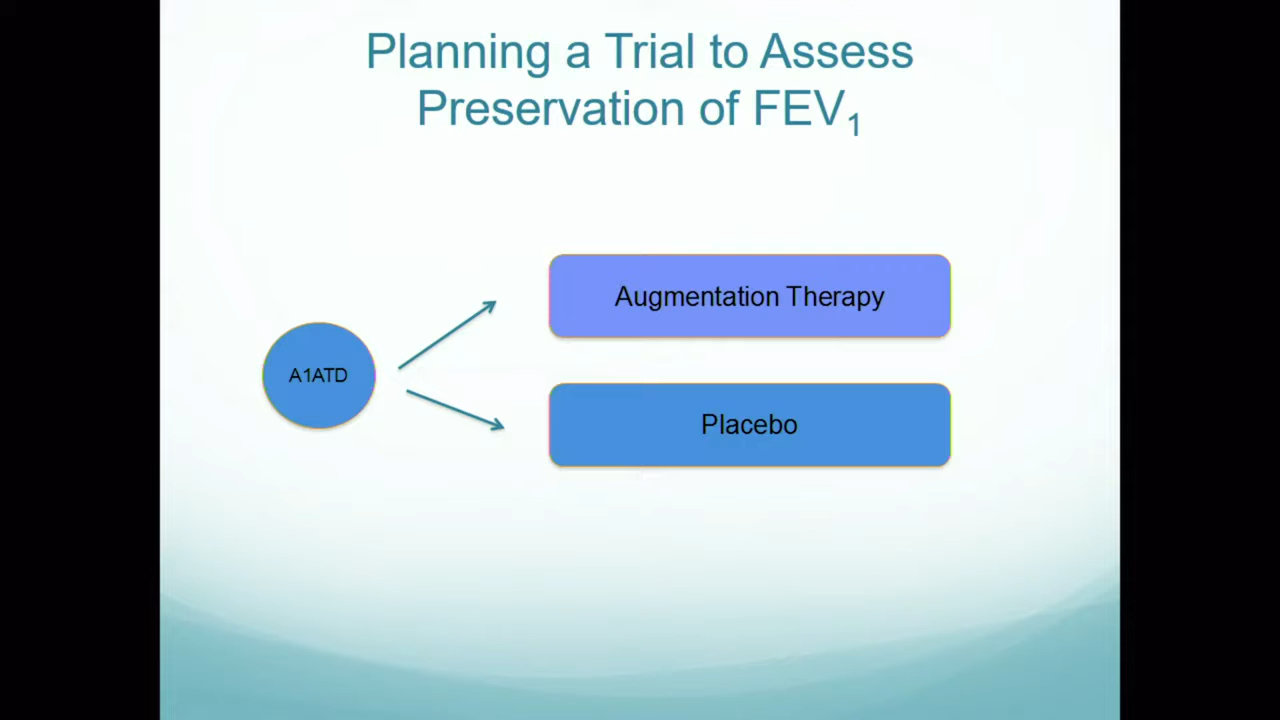 Planning a Trial to Assess
Preservation of FEV₁
Augmentation Therapy
A1ATD
Placebo